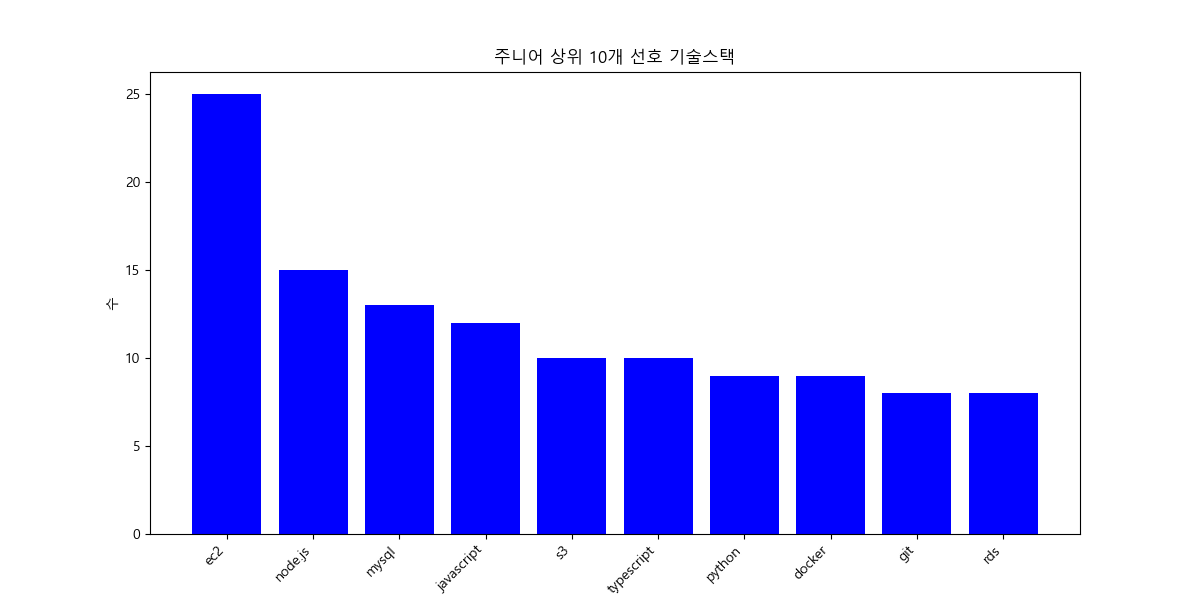 주니어 상위 10개 선호 기술스택
수
25
20
15
10
5
0
ec2
node.js
mysql
javascript
s3
typescript
python
docker
git
rds